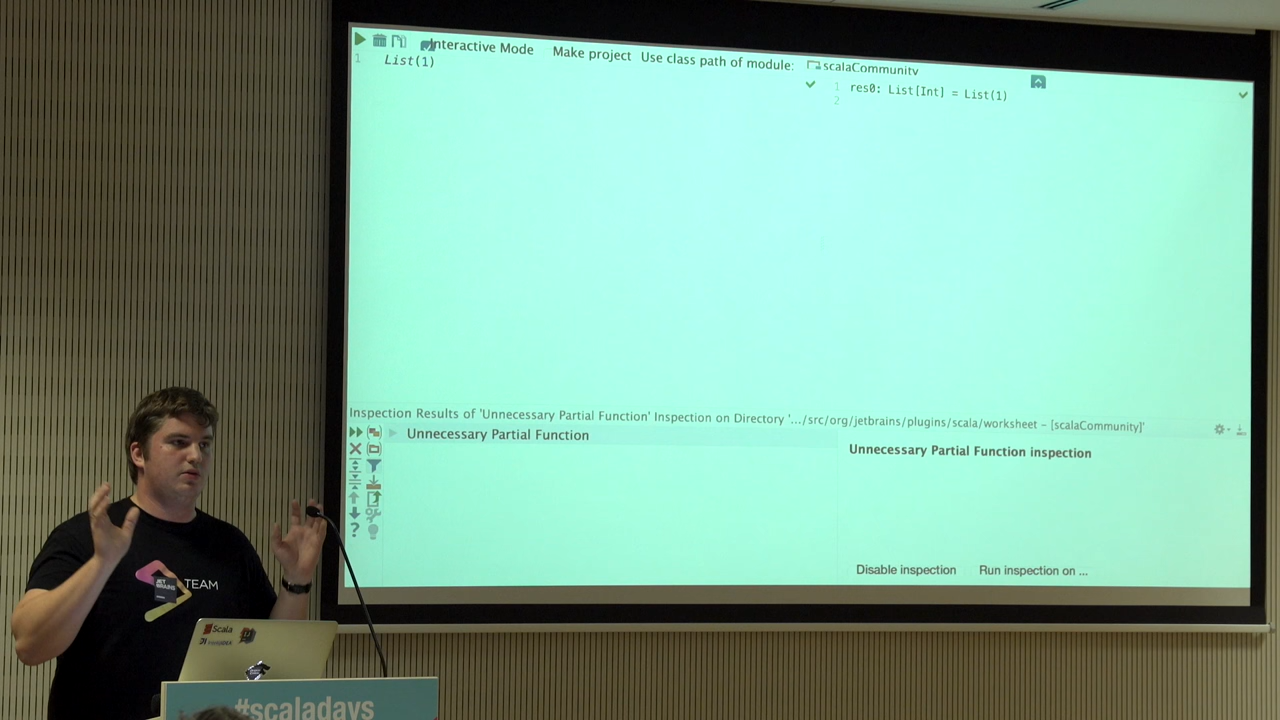 Interactive Mode Make project Use class path of module: scalaCommunity
1 List(1)
1 res0: List[Int] = List(1)
2
Inspection Results of 'Unnecessary Partial Function' Inspection on Directory '.../src/org/jetbrains/plugins/scala/worksheet - [scalaCommunity]'
Unnecessary Partial Function
Unnecessary Partial Function inspection
Disable inspection Run inspection on ...
JET
BRAINS
TEAM
Scala
#scaladays